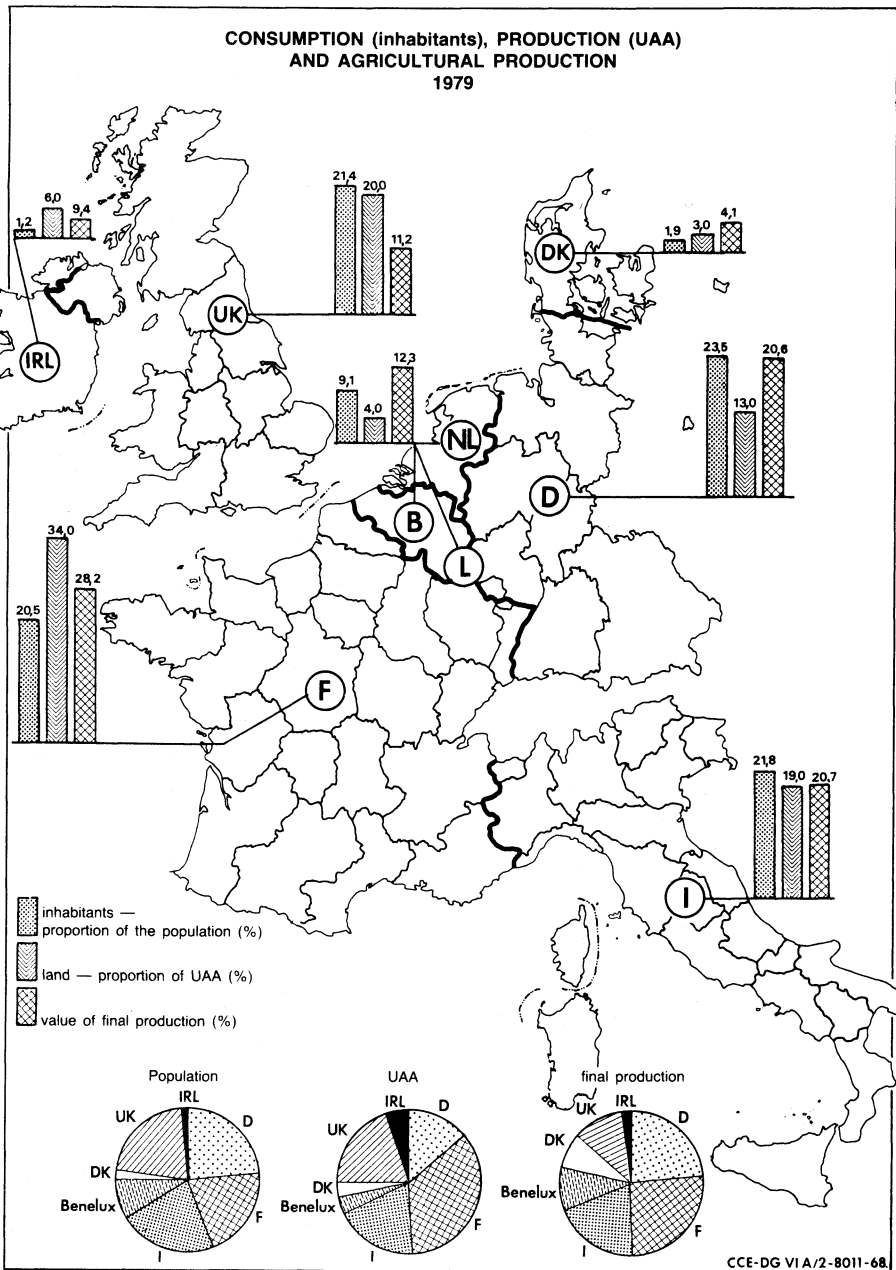 CONSUMPTION (inhabitants), PRODUCTION (UAA)
AND AGRICULTURAL PRODUCTION
1979
1,2
6,0
9,4
IRL
21,4
20,0
11,2
UK
1,9
3,0
4,1
DK
9,1
4,0
12,3
NL
B
L
23,5
13,0
20,6
D
20,5
34,0
28,2
F
21,8
19,0
20,7
I
inhabitants —
proportion of the population (%)
land — proportion of UAA (%)
value of final production (%)
Population
IRL
UK
D
DK
Benelux
F
I
UAA
IRL
D
UK
DK
Benelux
F
I
final production
UK
IRL
D
DK
Benelux
F
I
CCE-DG VI A/2-8011-68